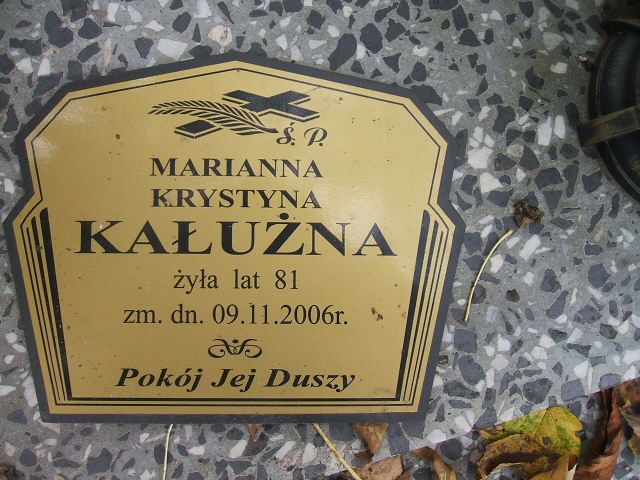 Ś. P.
MARIANNA
KRYSTYNA
KAŁUŻNA
żyła lat 81
zm. dn. 09.11.2006r.
Pokój Jej Duszy